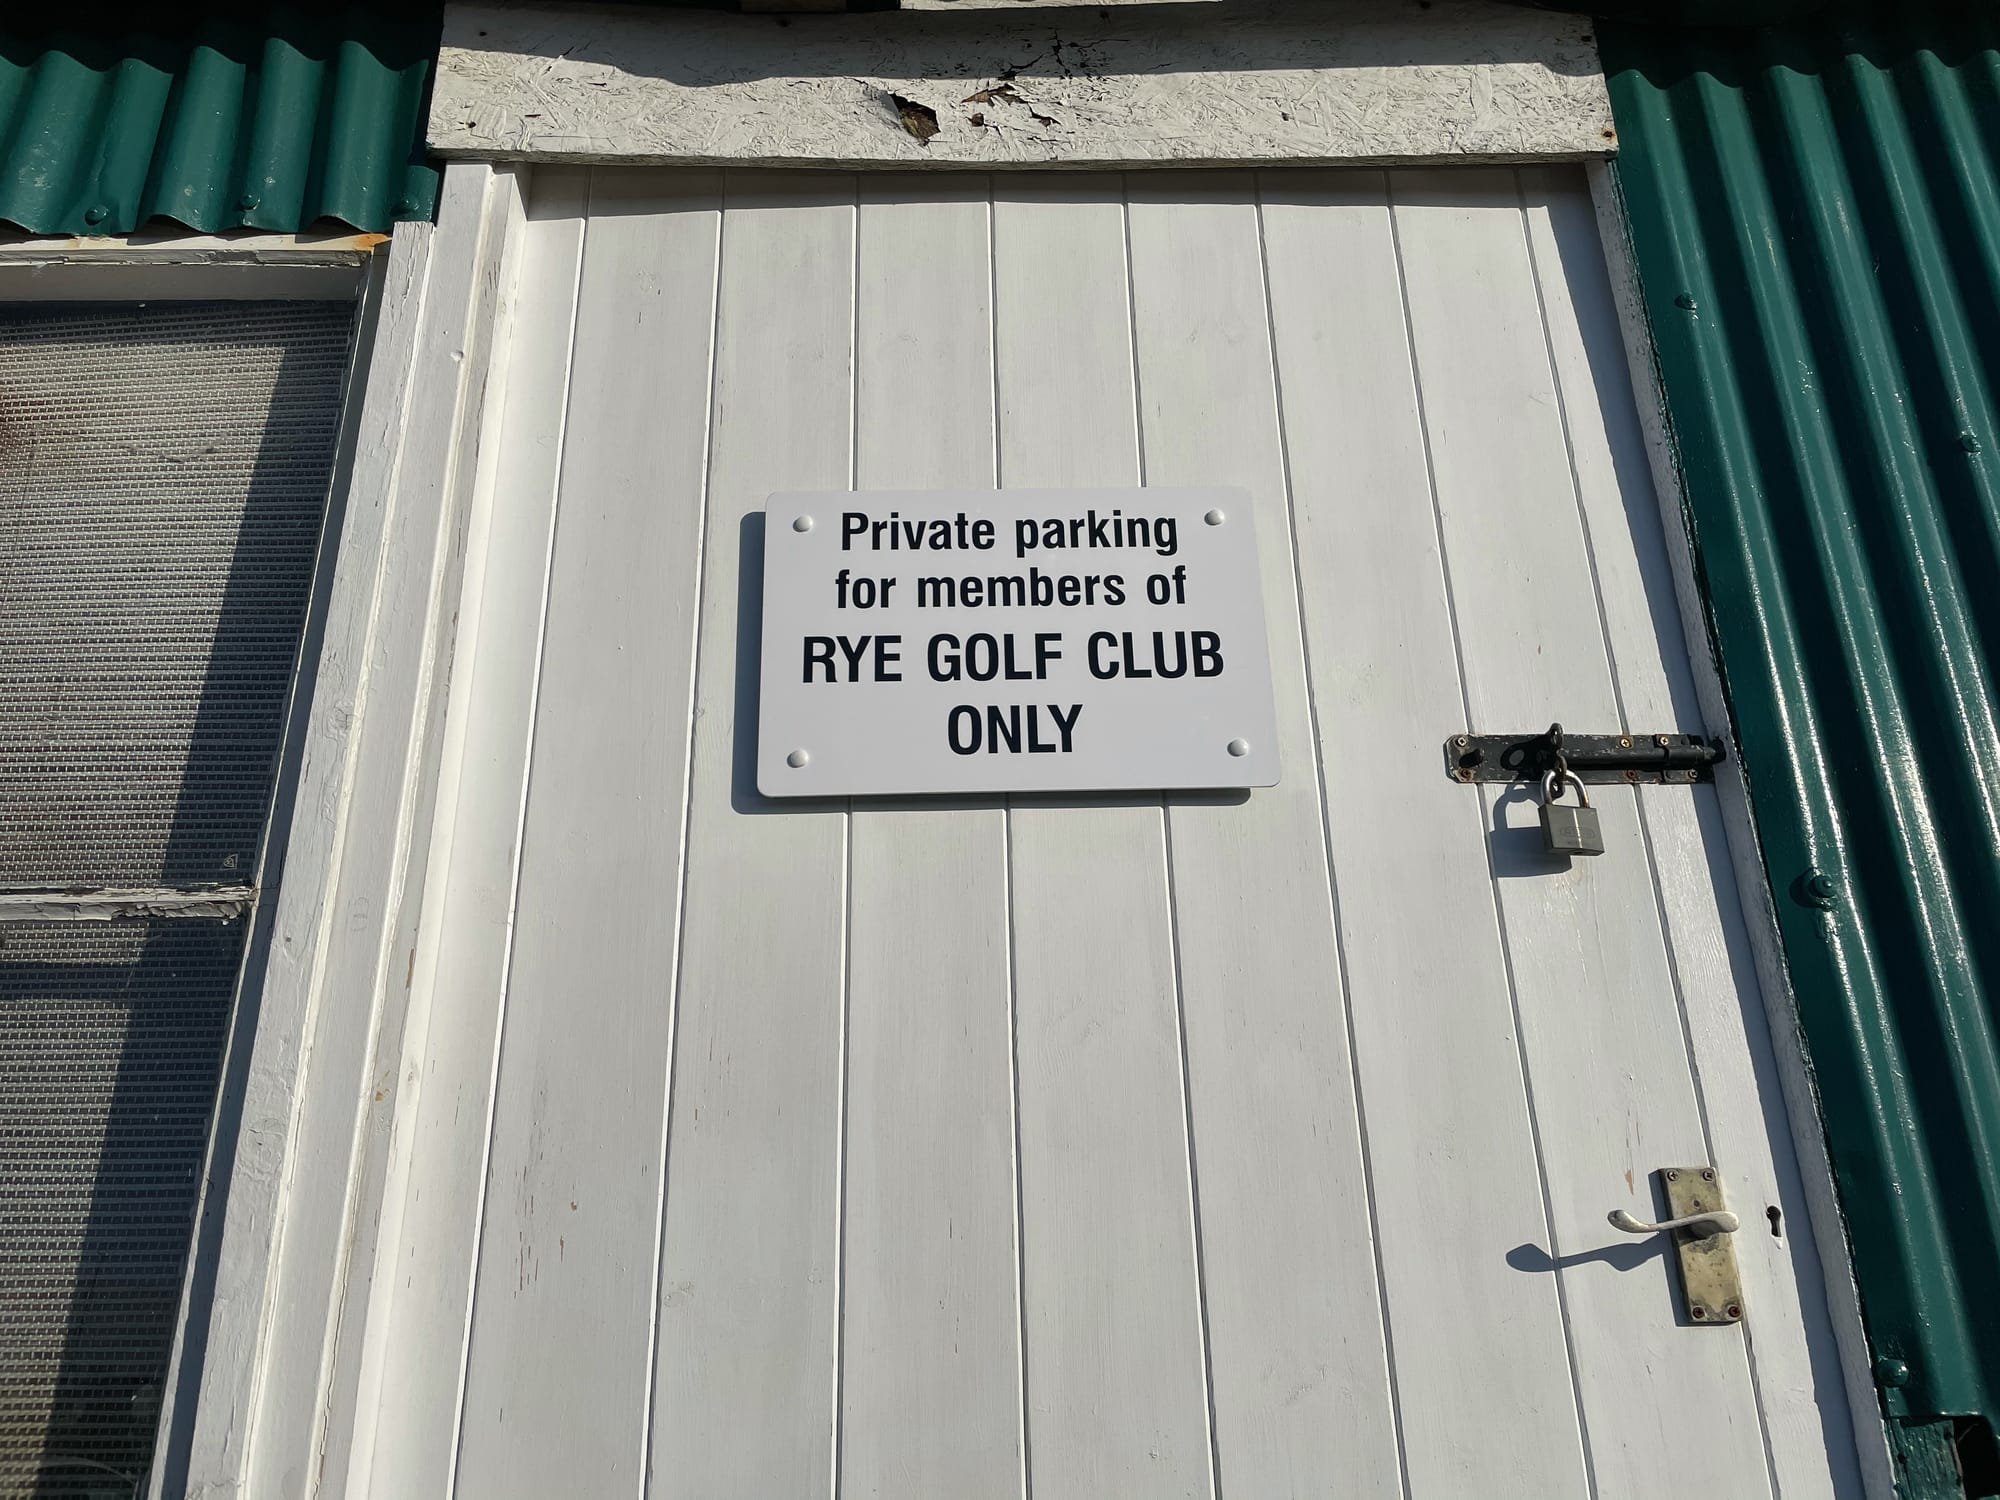 Private parking
for members of
RYE GOLF CLUB
ONLY